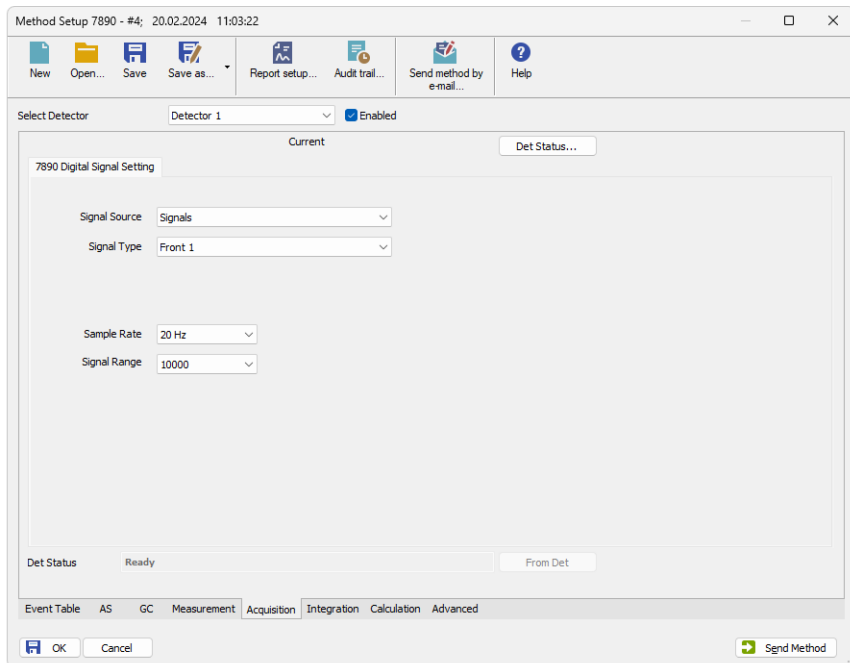 Method Setup 7890 - #4;  20.02.2024  11:03:22
New  Open...  Save  Save as...  Report setup...  Audit trail...  Send method by e-mail...  Help
Select Detector  Detector 1  Enabled
Current  Det Status...
7890 Digital Signal Setting
Signal Source  Signals
Signal Type  Front 1
Sample Rate  20 Hz
Signal Range  10000
Det Status  Ready  From Det
Event Table  AS  GC  Measurement  Acquisition  Integration  Calculation  Advanced
OK  Cancel  Send Method